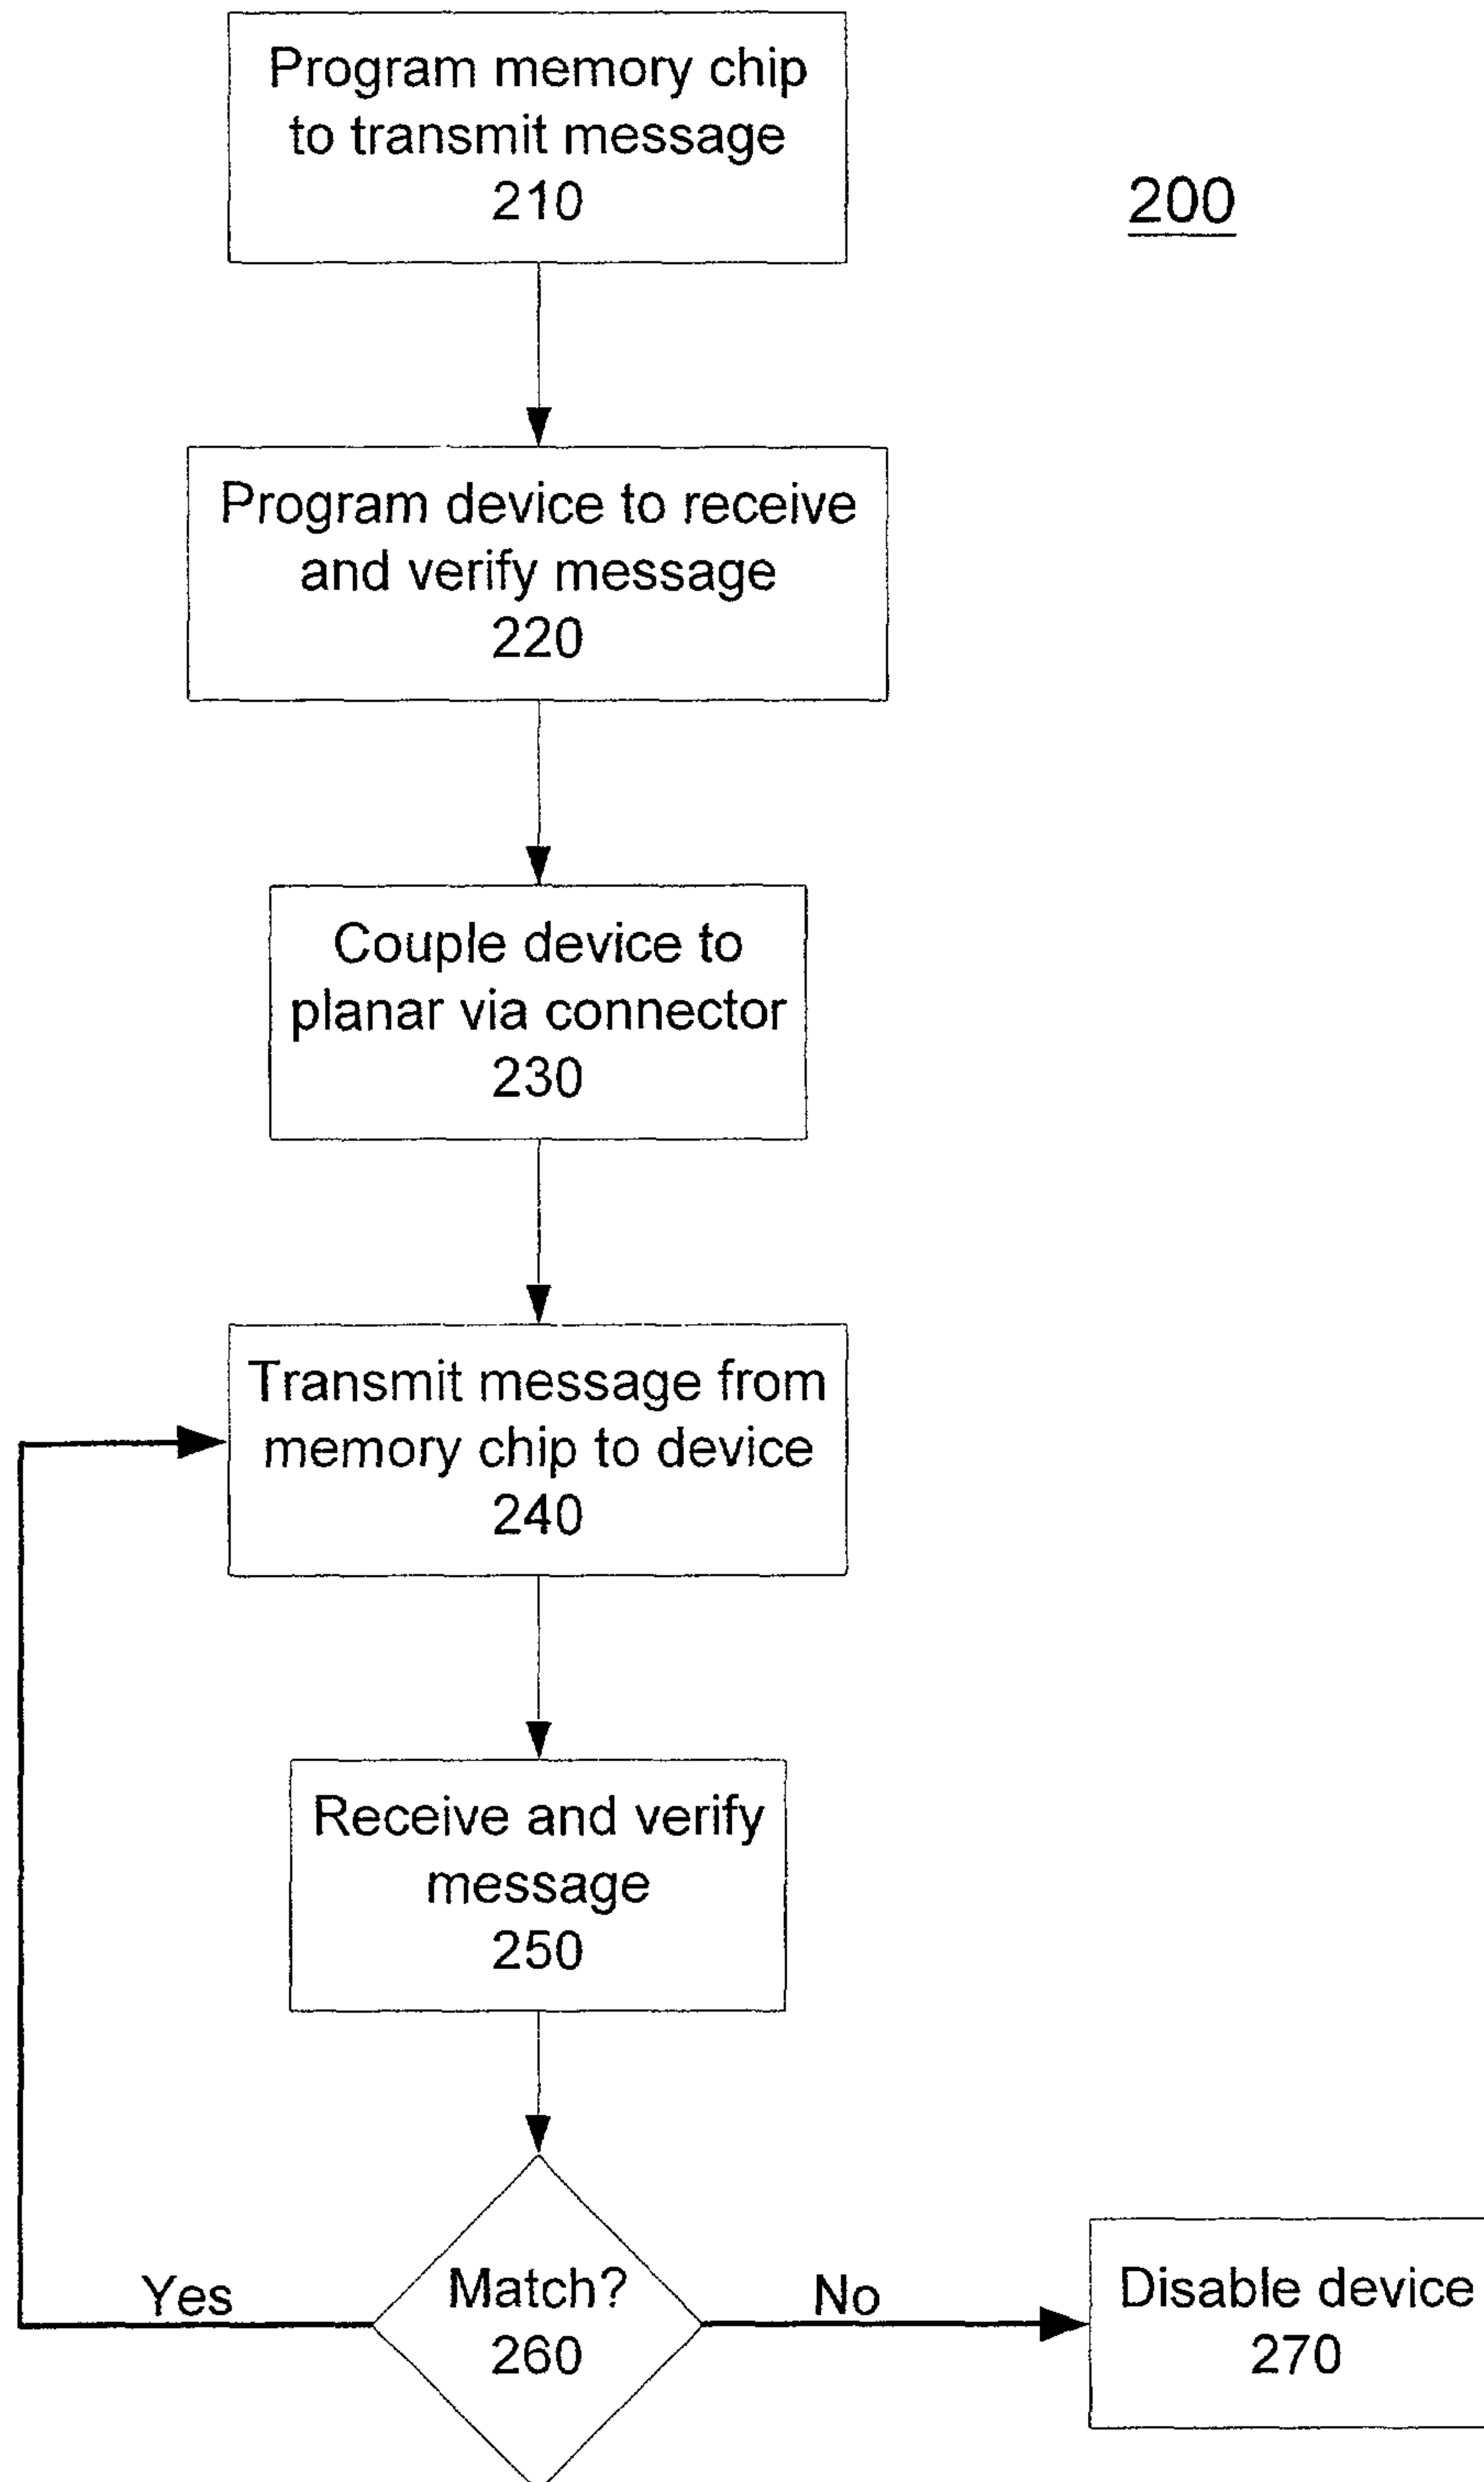 Program memory chip
to transmit message
210
200
Program device to receive
and verify message
220
Couple device to
planar via connector
230
Transmit message from
memory chip to device
240
Receive and verify
message
250
Yes
Match?
260
No
Disable device
270